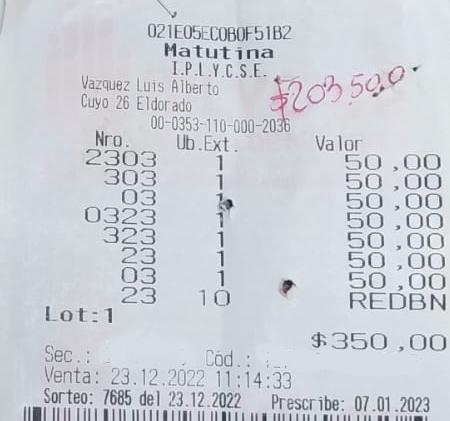 021E05EC0B0F51B2
Matutina
I.P.L.Y.C.S.E.
$203500
Vazquez Luis Alberto
Cuyo 26 Eldorado
00-0353-110-000-2036
Nro. Ub.Ext. Valor
2303 1 50,00
303 1 50,00
03 1 50,00
0323 1 50,00
323 1 50,00
23 1 50,00
03 1 50,00
23 10 REDBN
Lot:1
$350,00
Sec.: Cód.:
Venta: 23.12.2022 11:14:33
Sorteo: 7685 del 23.12.2022 Prescribe: 07.01.2023